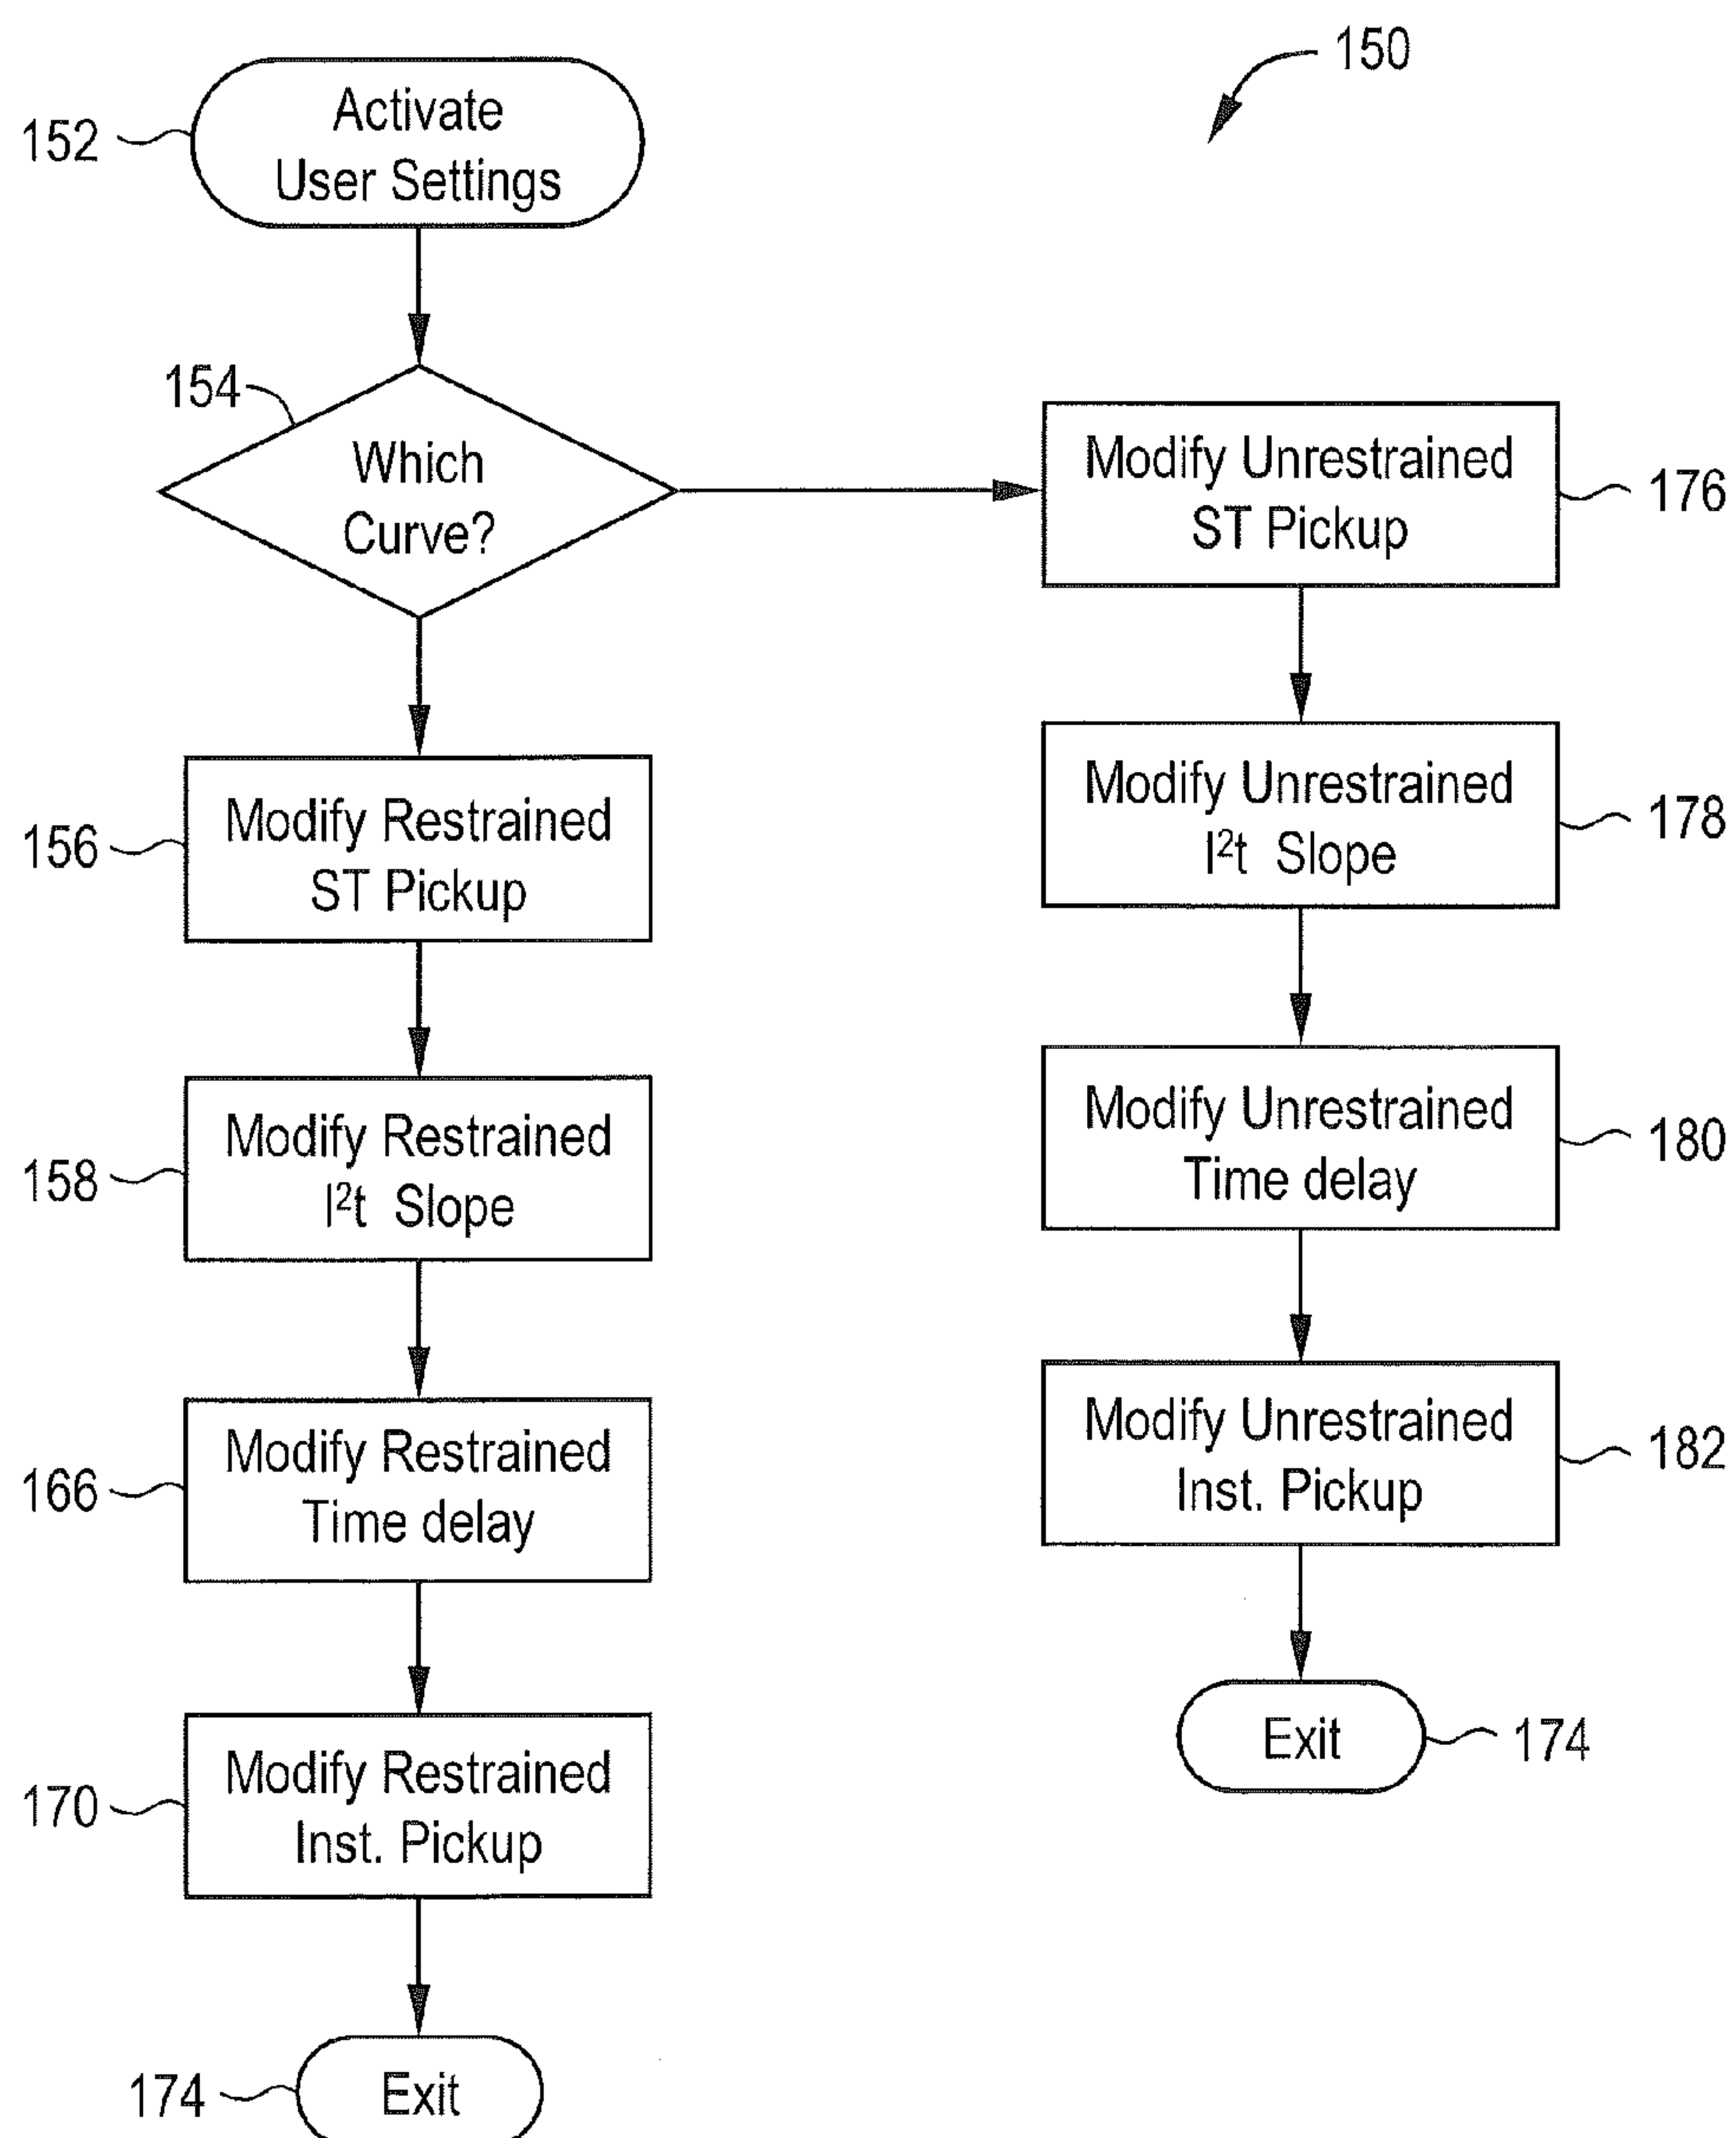 150
152
Activate
User Settings
154
Which
Curve?
Modify Unrestrained
ST Pickup
176
156
Modify Restrained
ST Pickup
Modify Unrestrained
I²t Slope
178
158
Modify Restrained
I²t Slope
Modify Unrestrained
Time delay
180
166
Modify Restrained
Time delay
Modify Unrestrained
Inst. Pickup
182
170
Modify Restrained
Inst. Pickup
Exit
174
174
Exit